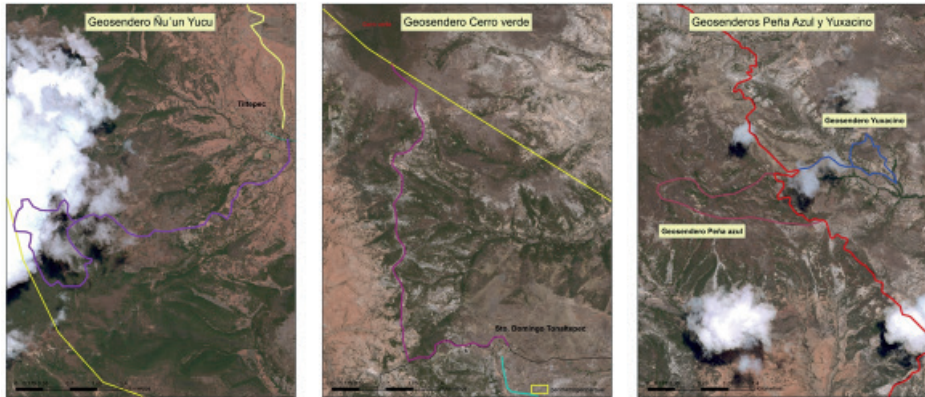 Geosendero Ñu´un Yucu
Tiltepec
Geosendero Cerro verde
Sto. Domingo Tonaltepec
Geosenderos Peña Azul y Yuxacino
Geosendero Yuxacino
Geosendero Peña azul